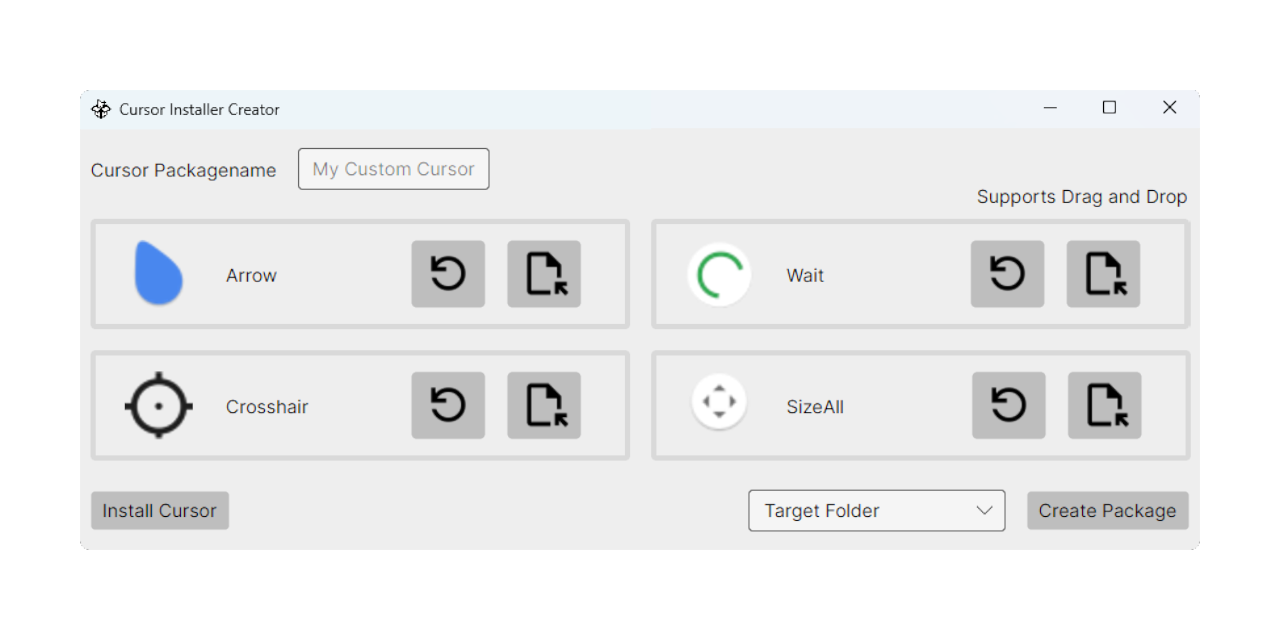 Cursor Installer Creator
Cursor Packagename
My Custom Cursor
Supports Drag and Drop
Arrow
Wait
Crosshair
SizeAll
Install Cursor
Target Folder
Create Package